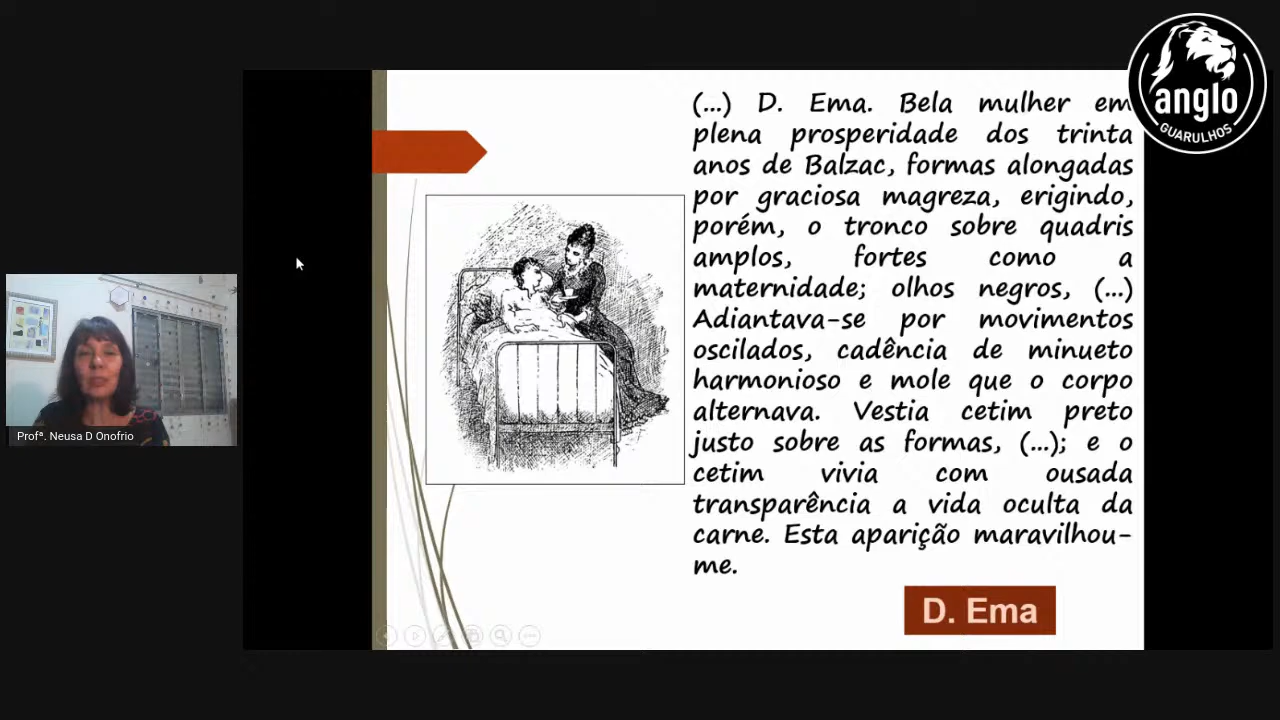 anglo
GUARULHOS
(...) D. Ema. Bela mulher em
plena prosperidade dos trinta
anos de Balzac, formas alongadas
por graciosa magreza, erigindo,
porém, o tronco sobre quadris
amplos, fortes como a
maternidade; olhos negros, (...)
Adiantava-se por movimentos
oscilados, cadência de minueto
harmonioso e mole que o corpo
alternava. Vestia cetim preto
justo sobre as formas, (...); e o
cetim vivia com ousada
transparência a vida oculta da
carne. Esta aparição maravilhou-
me.
D. Ema
Profª. Neusa D Onofrio